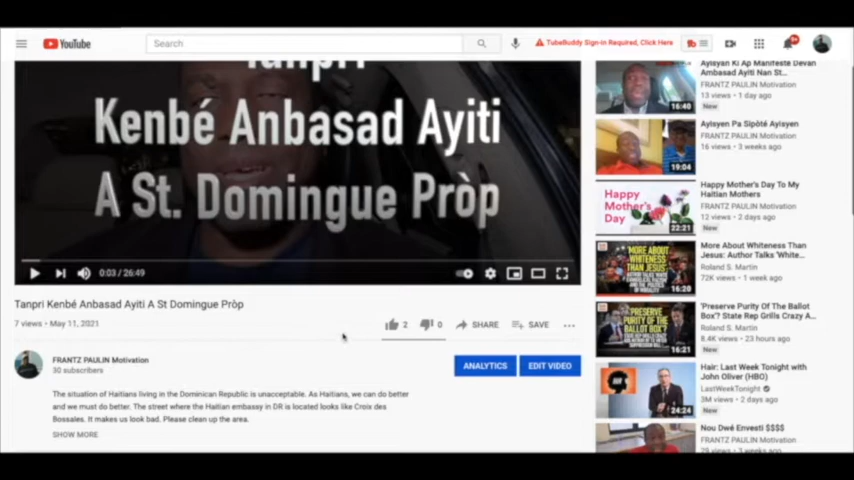 YouTube
Search
TubeBuddy Sign-in Required, Click Here
9+
Tanpri
Kenbé Anbasad Ayiti
A St. Domingue Pròp
0:03 / 26:49
Tanpri Kenbé Anbasad Ayiti A St Domingue Pròp
7 views • May 11, 2021
2
0
SHARE
SAVE
FRANTZ PAULIN Motivation
30 subscribers
ANALYTICS
EDIT VIDEO
The situation of Haitians living in the Dominican Republic is unacceptable. As Haitians, we can do better
and we must do better. The street where the Haitian embassy in DR is located looks like Croix des
Bossales. It makes us look bad. Please clean up the area.
SHOW MORE
16:40
Ayisyan Ki Ap Manifeste Devan
Ambasad Ayiti Nan St...
FRANTZ PAULIN Motivation
13 views • 1 day ago
New
19:04
Ayisyen Pa Sipòté Ayisyen
FRANTZ PAULIN Motivation
16 views • 3 weeks ago
Happy
Mother's
Day
22:21
Happy Mother's Day To My
Haitian Mothers
FRANTZ PAULIN Motivation
12 views • 2 days ago
New
MORE ABOUT
WHITENESS
THAN JESUS:
16:20
More About Whiteness Than
Jesus: Author Talks 'White...
Roland S. Martin
72K views • 1 week ago
PRESERVE
PURITY OF THE
BALLOT BOX'?
16:21
'Preserve Purity Of The Ballot
Box'? State Rep Grills Crazy A...
Roland S. Martin
8.4K views • 23 hours ago
New
24:24
Hair: Last Week Tonight with
John Oliver (HBO)
LastWeekTonight
3M views • 2 days ago
New
Nou Dwé Envesti $$$$
FRANTZ PAULIN Motivation